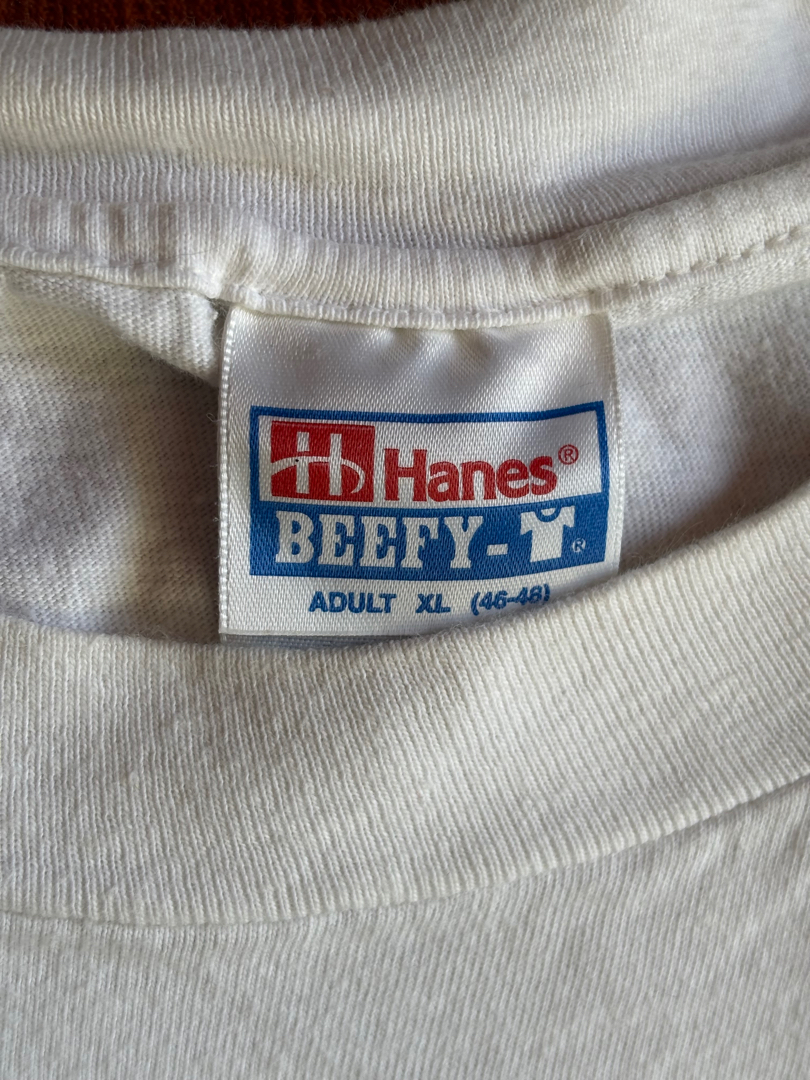 H Hanes®
BEEFY-T®
ADULT XL (46-48)